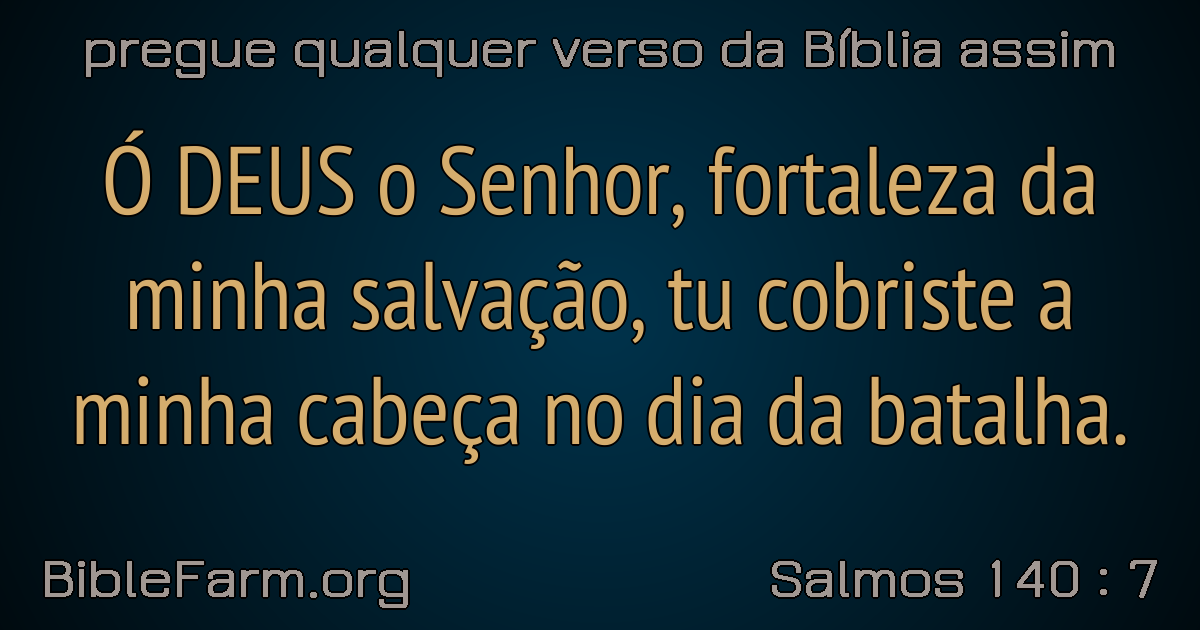 pregue qualquer verso da Bíblia assim
Ó DEUS o Senhor, fortaleza da
minha salvação, tu cobriste a
minha cabeça no dia da batalha.
BibleFarm.org
Salmos 140 : 7